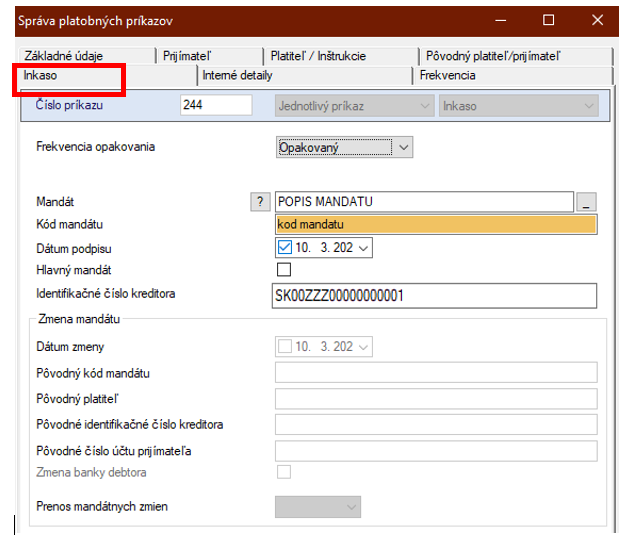 Správa platobných príkazov
Základné údaje Prijímateľ Platiteľ / Inštrukcie Pôvodný platiteľ/prijímateľ
Inkaso Interné detaily Frekvencia
Číslo príkazu 244 Jednotlivý príkaz Inkaso
Frekvencia opakovania Opakovaný
Mandát ? POPIS MANDATU _
Kód mandátu kod mandatu
Dátum podpisu 10. 3. 202
Hlavný mandát
Identifikačné číslo kreditora SK00ZZZ00000000001
Zmena mandátu
Dátum zmeny 10. 3. 202
Pôvodný kód mandátu
Pôvodný platiteľ
Pôvodné identifikačné číslo kreditora
Pôvodné číslo účtu prijímateľa
Zmena banky debtora
Prenos mandátnych zmien